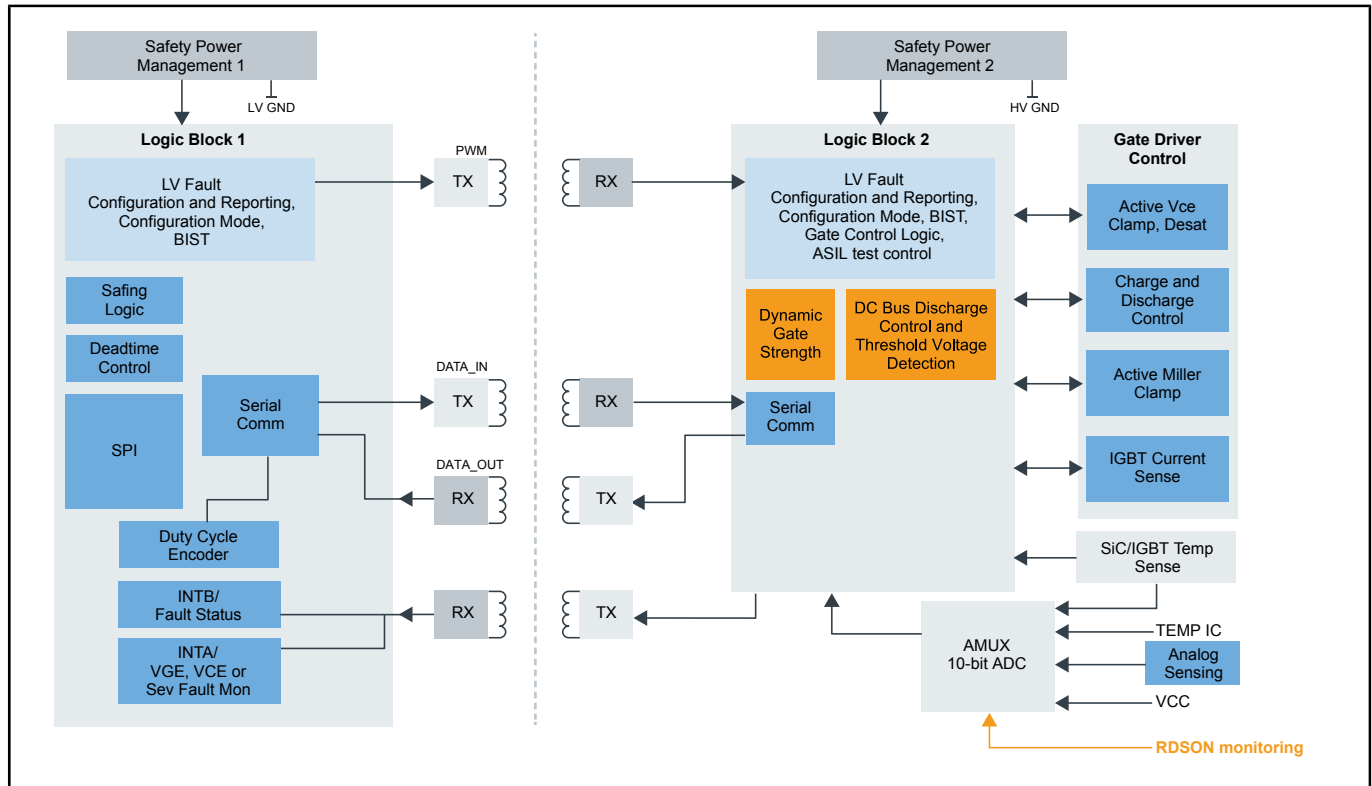 Safety Power
Management 1
LV GND
Logic Block 1
LV Fault
Configuration and Reporting,
Configuration Mode,
BIST
Safing
Logic
Deadtime
Control
SPI
Serial
Comm
Duty Cycle
Encoder
INTB/
Fault Status
INTA/
VGE, VCE or
Sev Fault Mon
PWM
TX
DATA_IN
TX
DATA_OUT
RX
RX
RX
RX
TX
TX
Safety Power
Management 2
HV GND
Logic Block 2
LV Fault
Configuration and Reporting,
Configuration Mode, BIST,
Gate Control Logic,
ASIL test control
Dynamic
Gate
Strength
DC Bus Discharge
Control and
Threshold Voltage
Detection
Serial
Comm
Gate Driver
Control
Active Vce
Clamp, Desat
Charge and
Discharge
Control
Active Miller
Clamp
IGBT Current
Sense
SiC/IGBT Temp
Sense
AMUX
10-bit ADC
TEMP IC
Analog
Sensing
VCC
RDSON monitoring